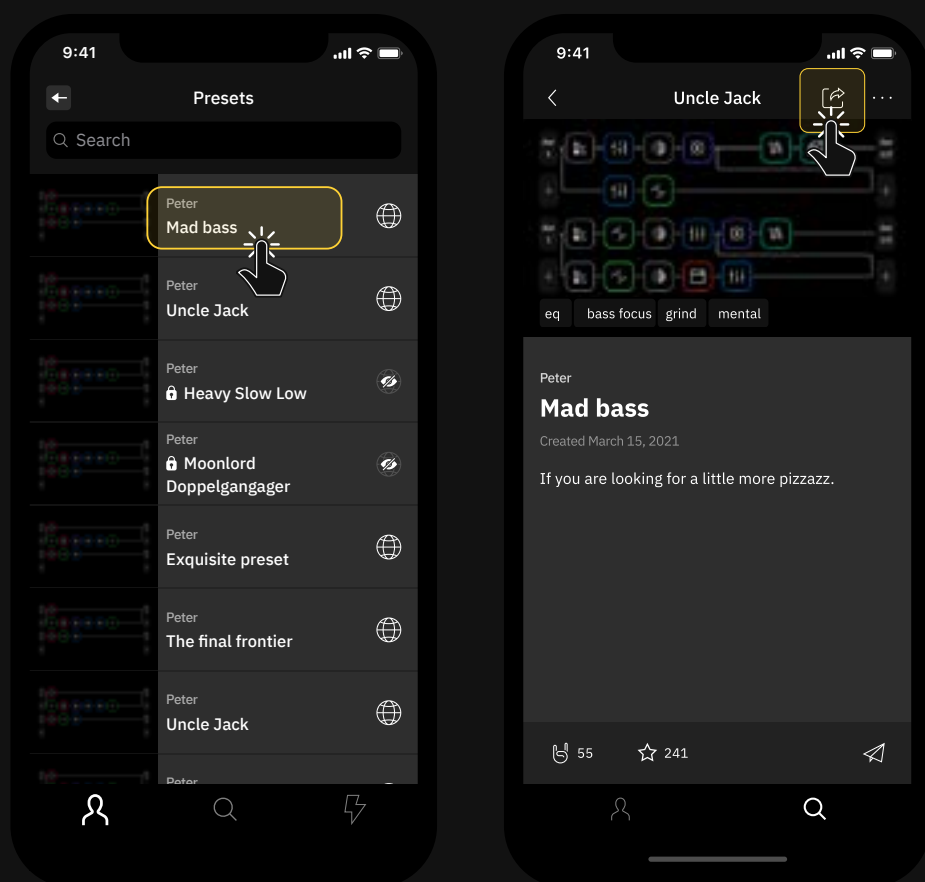 9:41
Presets
Search
Peter
Mad bass
Peter
Uncle Jack
Peter
Heavy Slow Low
Peter
Moonlord
Doppelgangager
Peter
Exquisite preset
Peter
The final frontier
Peter
Uncle Jack
Peter
9:41
Uncle Jack
eq bass focus grind mental
Peter
Mad bass
Created March 15, 2021
If you are looking for a little more pizzazz.
55 241